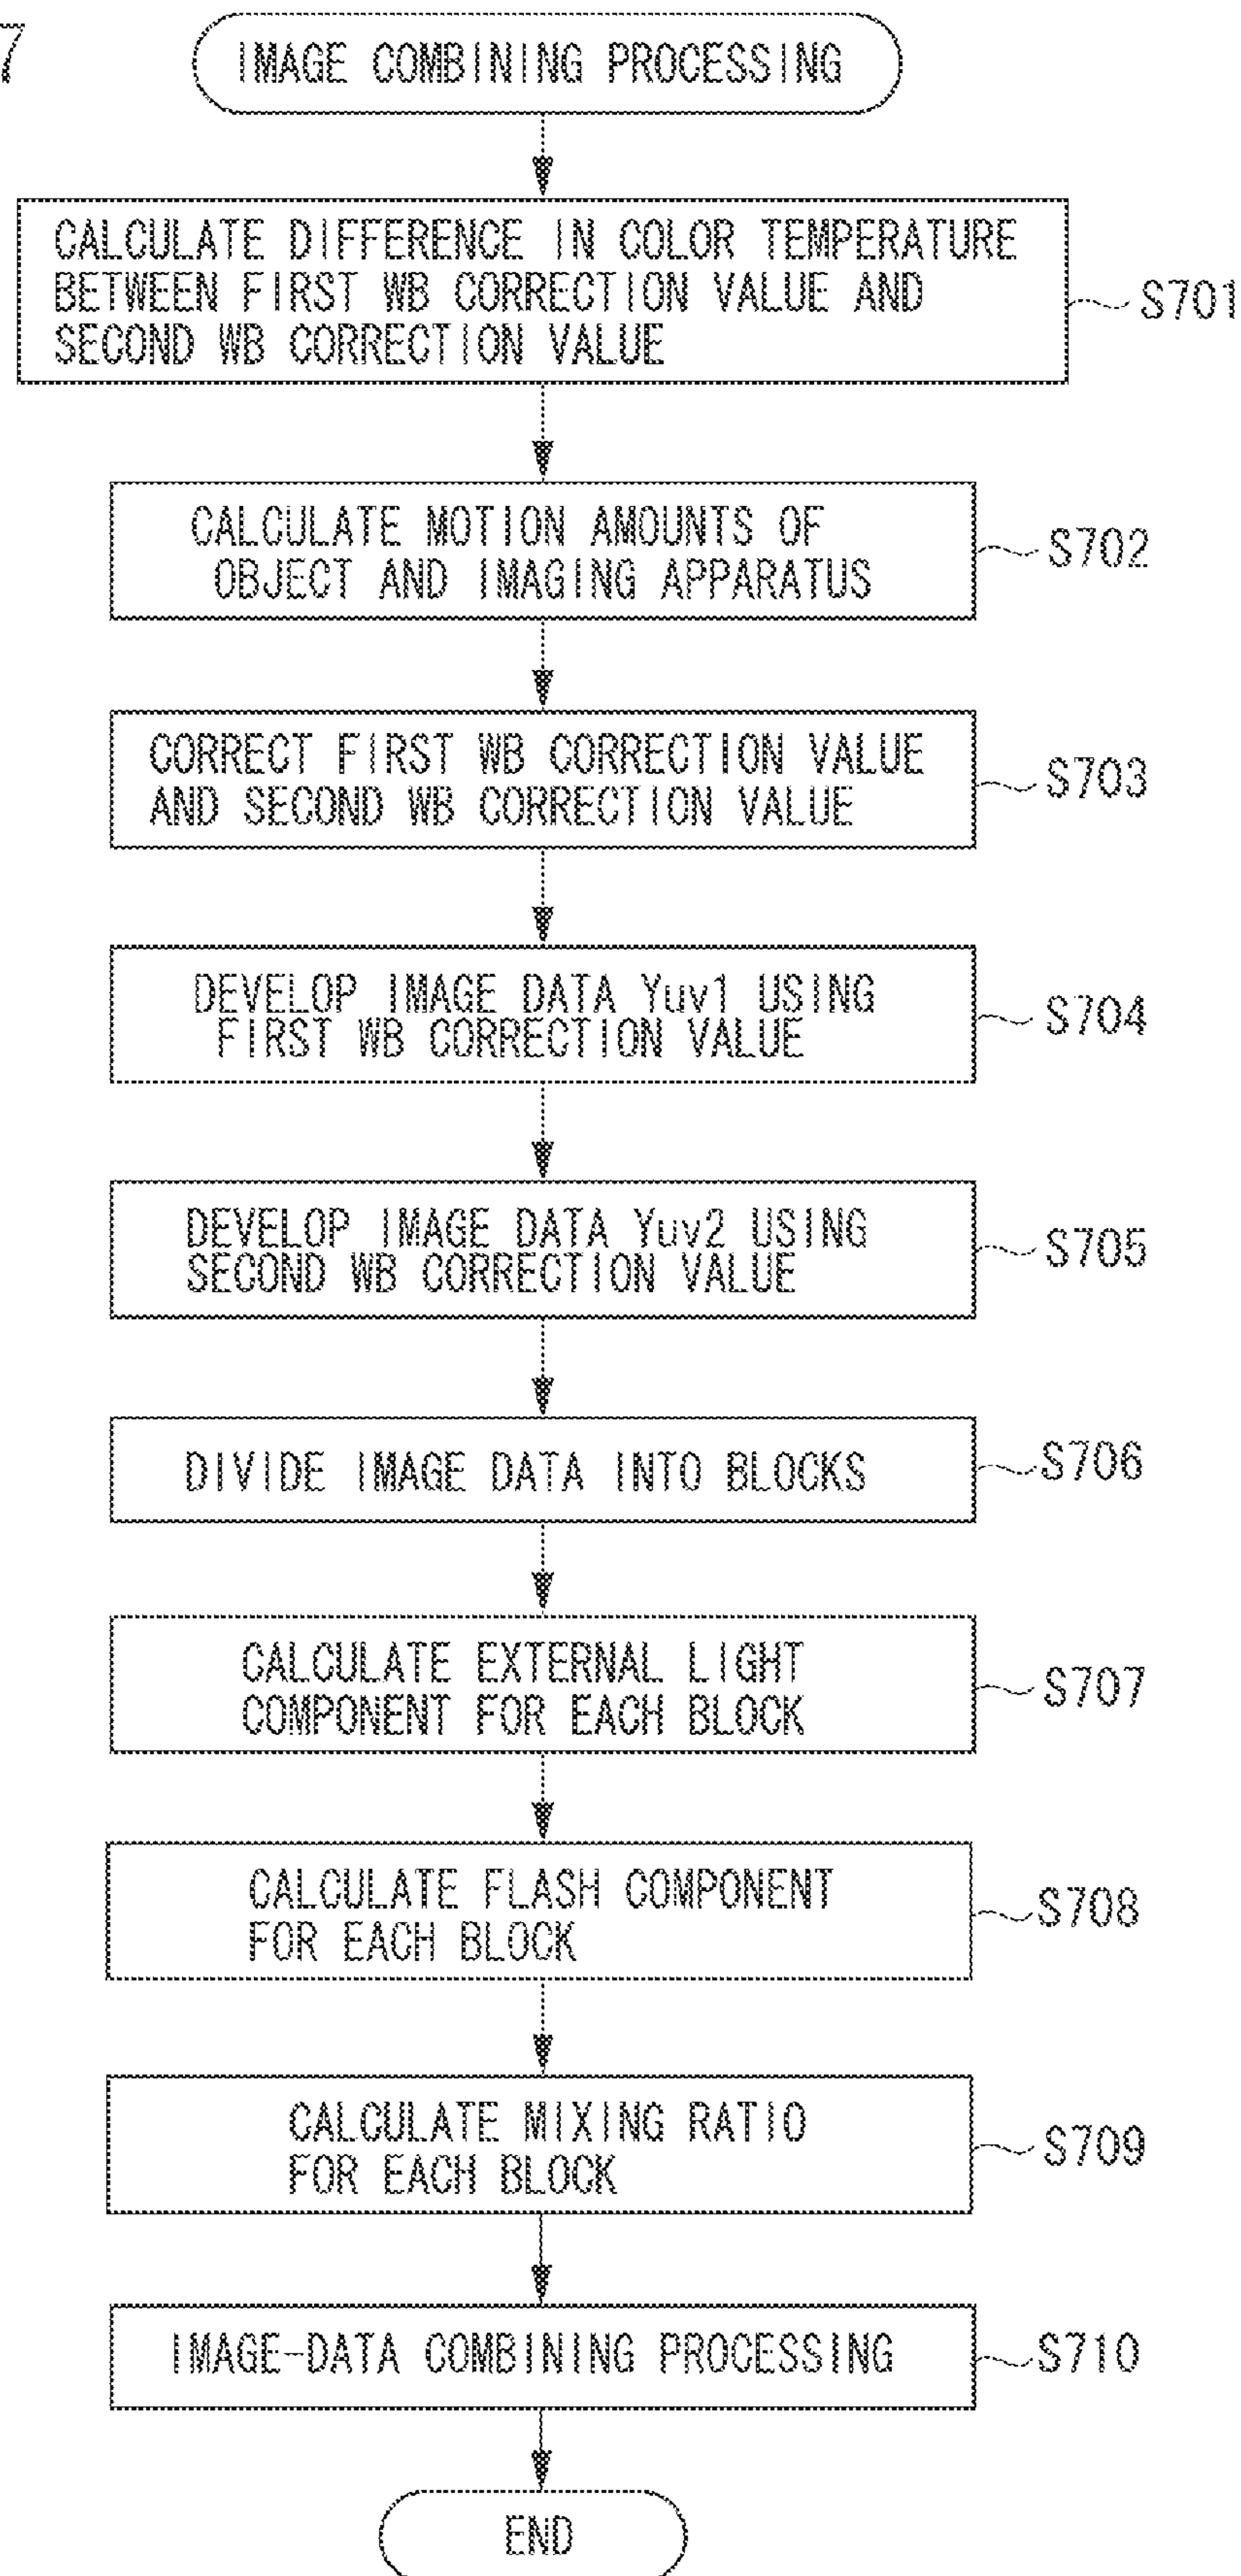 7
IMAGE COMBINING PROCESSING
CALCULATE DIFFERENCE IN COLOR TEMPERATURE
BETWEEN FIRST WB CORRECTION VALUE AND
SECOND WB CORRECTION VALUE
S701
CALCULATE MOTION AMOUNTS OF
OBJECT AND IMAGING APPARATUS
S702
CORRECT FIRST WB CORRECTION VALUE
AND SECOND WB CORRECTION VALUE
S703
DEVELOP IMAGE DATA Yuv1 USING
FIRST WB CORRECTION VALUE
S704
DEVELOP IMAGE DATA Yuv2 USING
SECOND WB CORRECTION VALUE
S705
DIVIDE IMAGE DATA INTO BLOCKS
S706
CALCULATE EXTERNAL LIGHT
COMPONENT FOR EACH BLOCK
S707
CALCULATE FLASH COMPONENT
FOR EACH BLOCK
S708
CALCULATE MIXING RATIO
FOR EACH BLOCK
S709
IMAGE-DATA COMBINING PROCESSING
S710
END